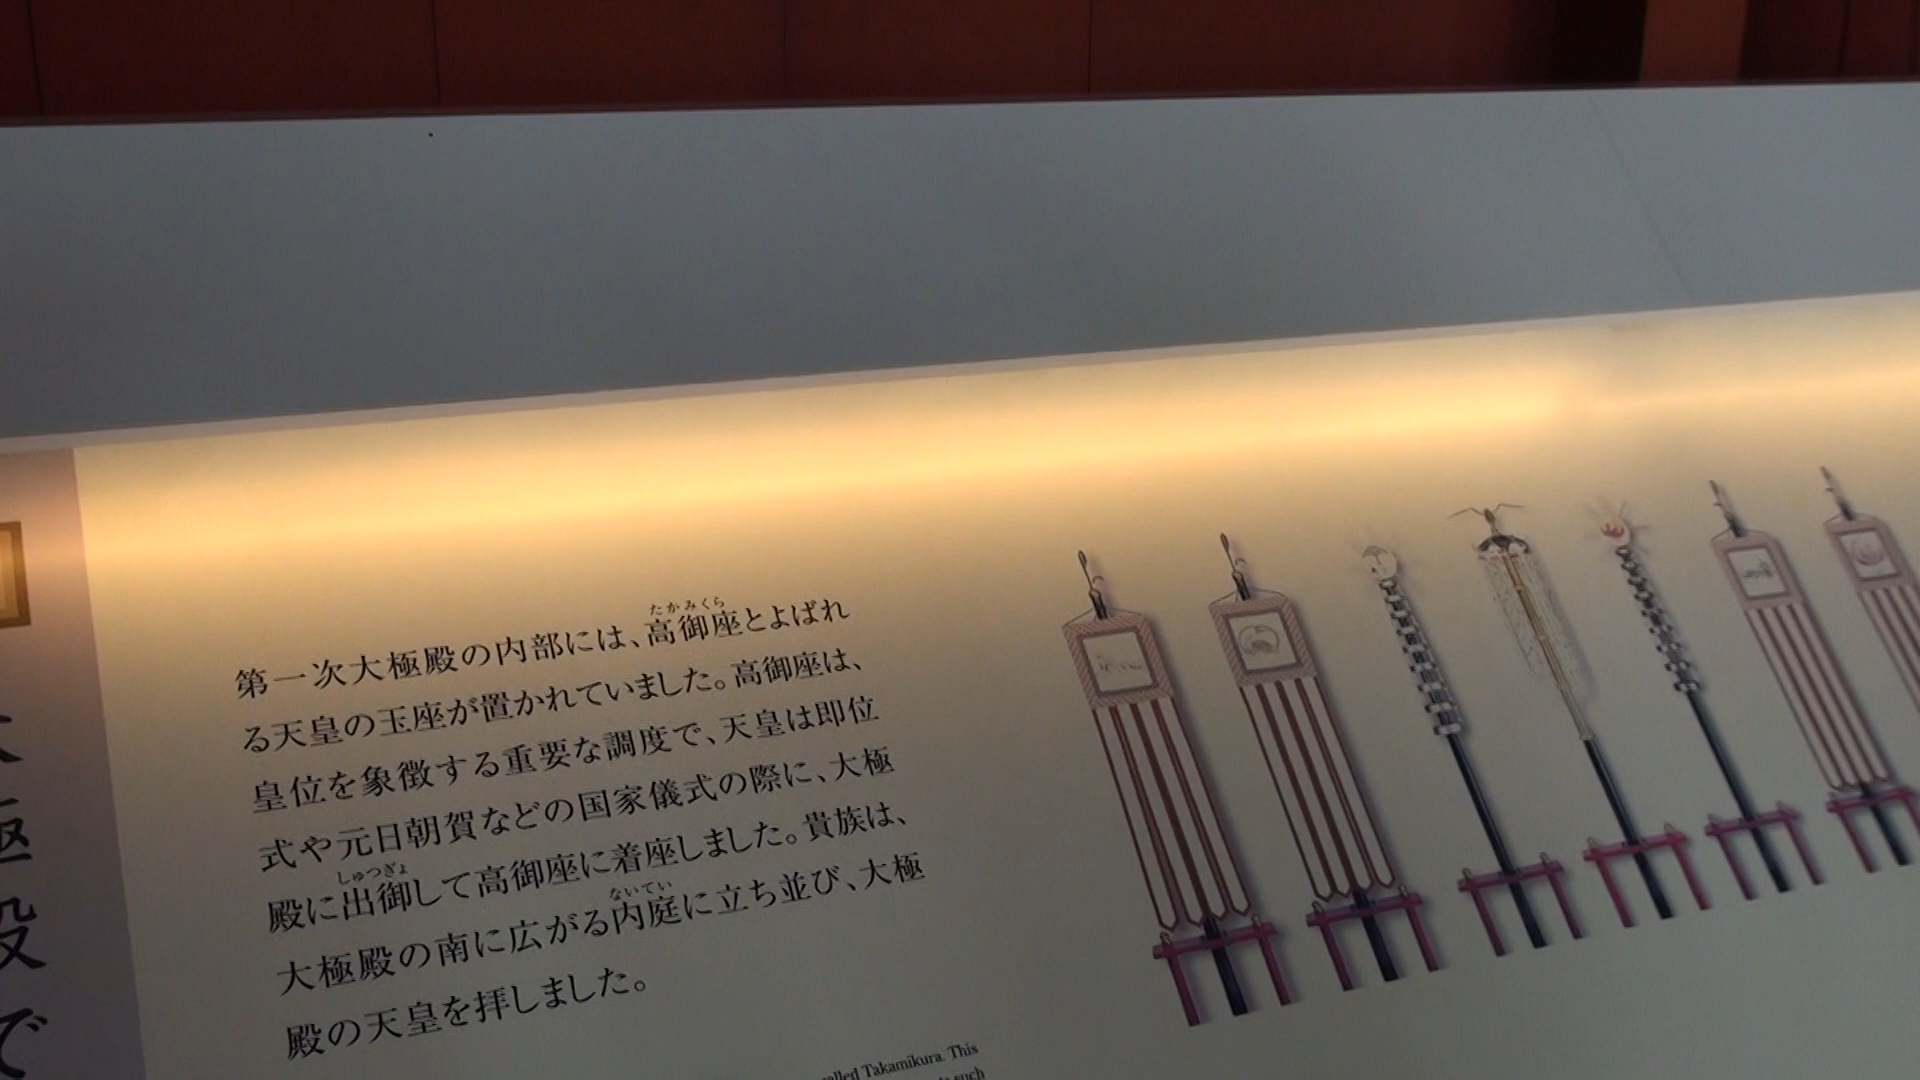 たかみくら
第一次大極殿の内部には、高御座とよばれ
る天皇の玉座が置かれていました。高御座は、
皇位を象徴する重要な調度で、天皇は即位
式や元日朝賀などの国家儀式の際に、大極
しゅつぎょ
殿に出御して高御座に着座しました。貴族は、
ないてい
大極殿の南に広がる内庭に立ち並び、大極
殿の天皇を拝しました。
called Takamikura. This
such
極
殿
で